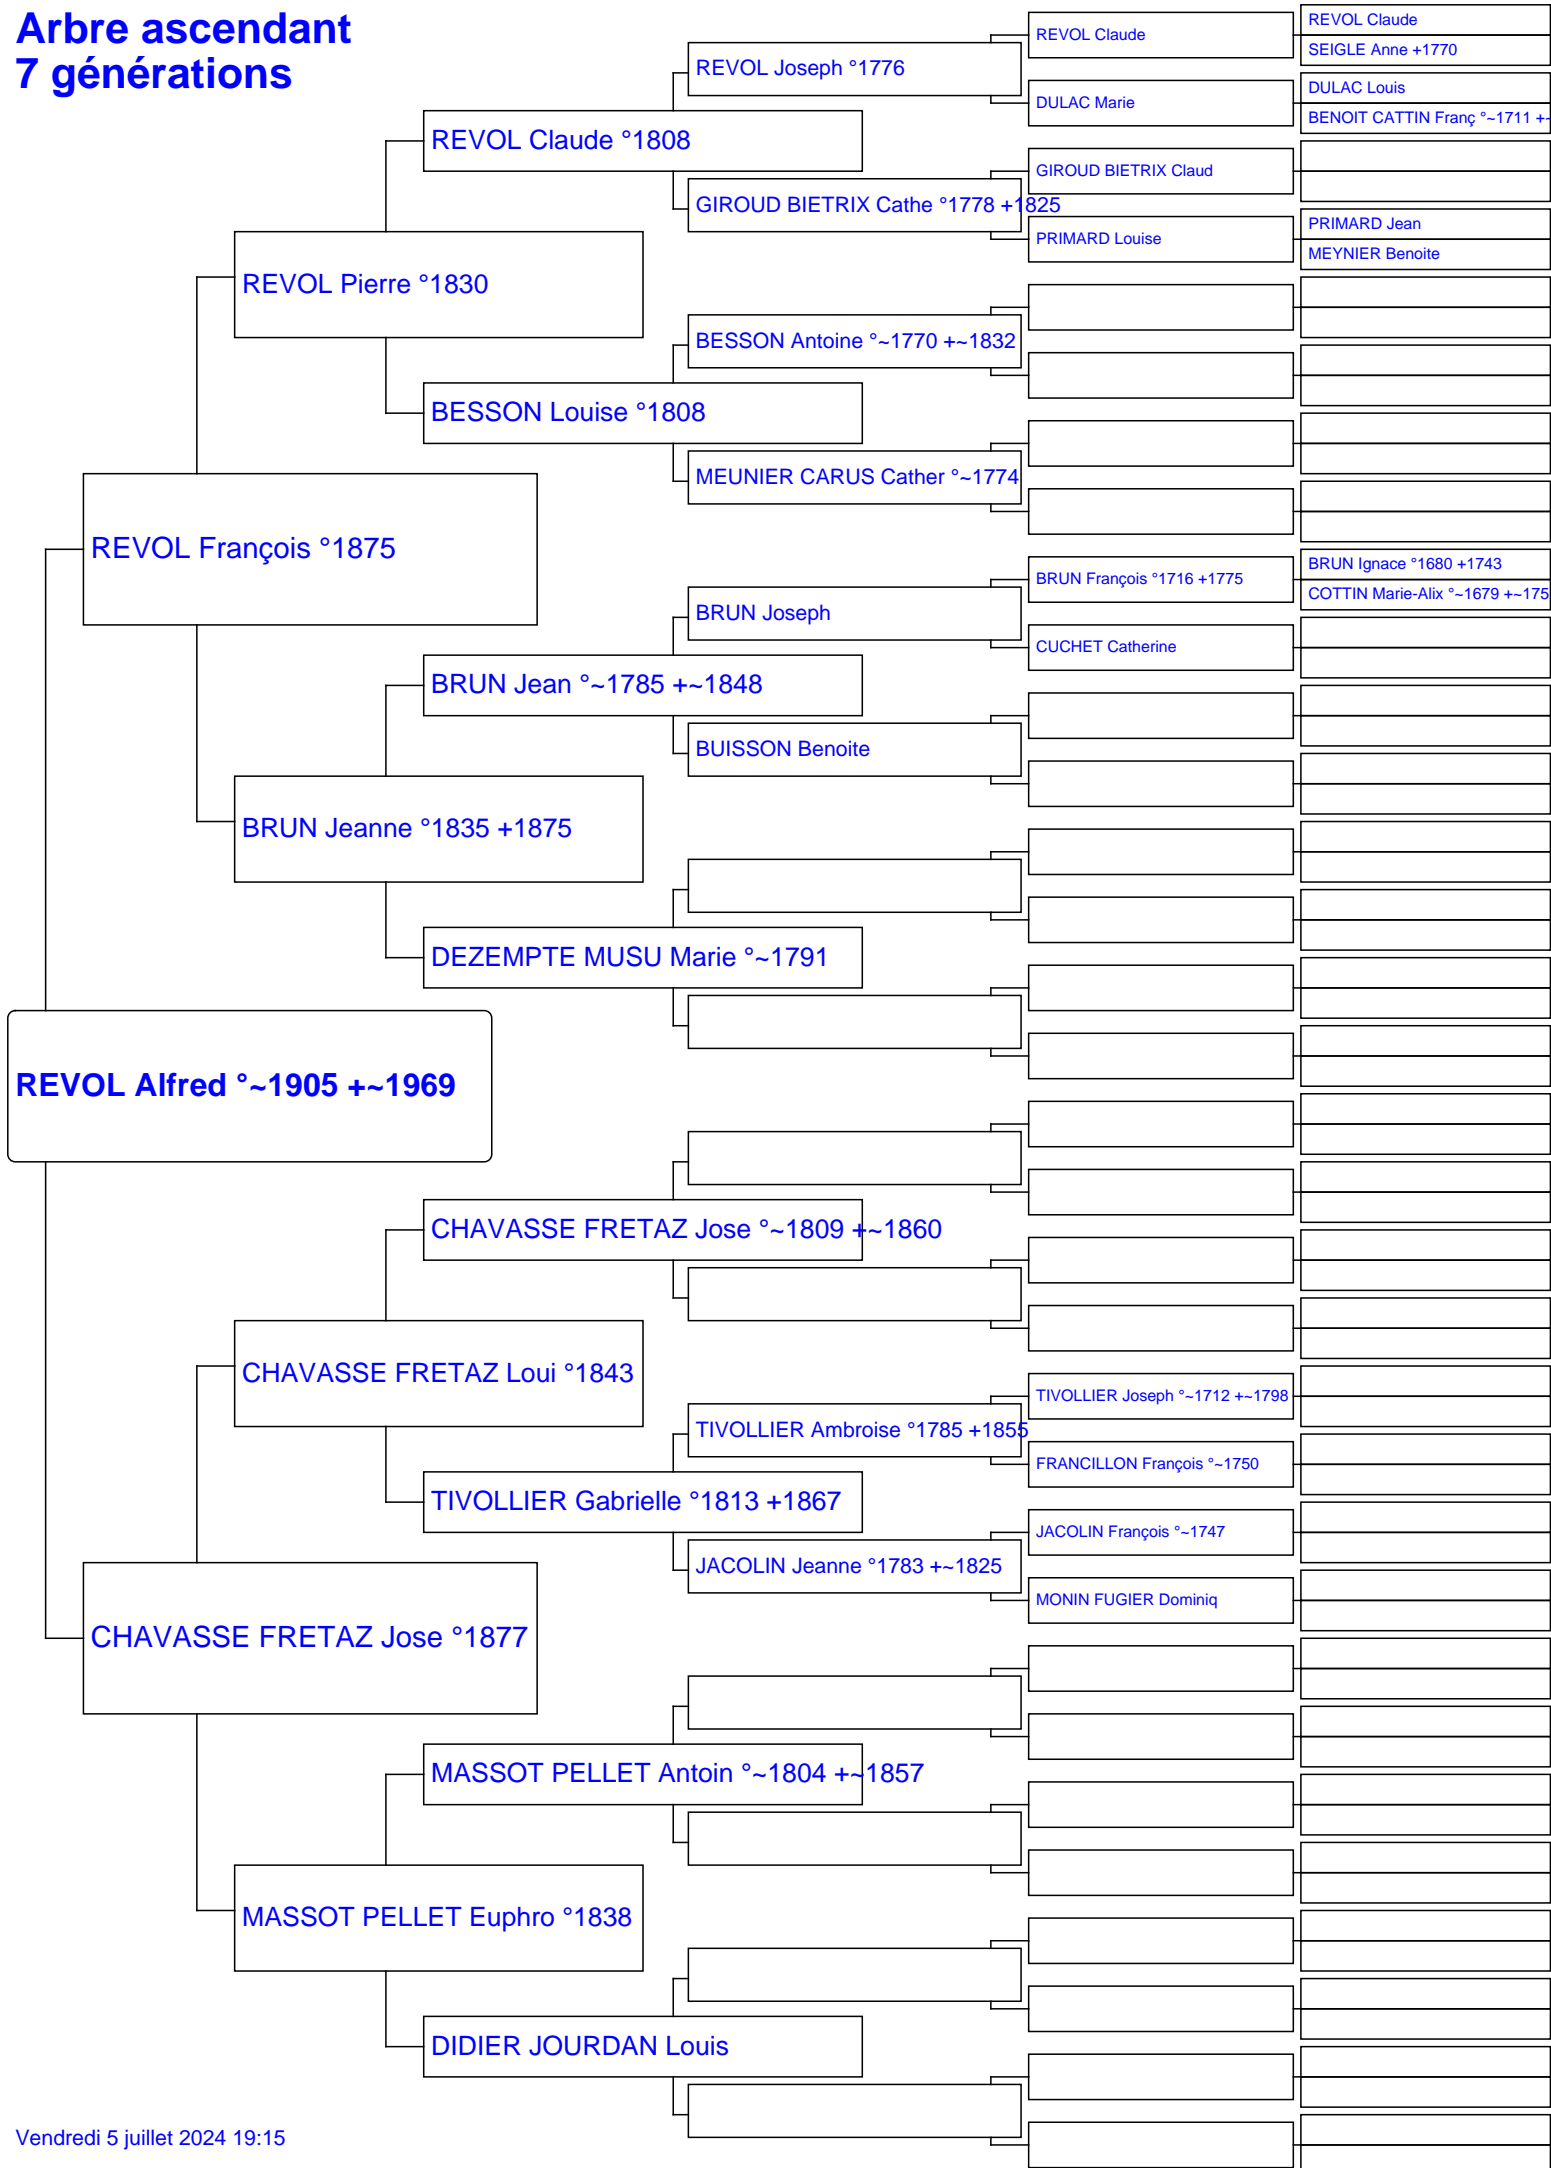 Arbre ascendant
7 générations
REVOL Claude
REVOL Claude
SEIGLE Anne +1770
REVOL Joseph °1776
DULAC Marie
DULAC Louis
BENOIT CATTIN Franç °~1711 +~
REVOL Claude °1808
GIROUD BIETRIX Claud
GIROUD BIETRIX Cathe °1778 +1825
PRIMARD Louise
PRIMARD Jean
MEYNIER Benoite
REVOL Pierre °1830
BESSON Antoine °~1770 +~1832
BESSON Louise °1808
MEUNIER CARUS Cather °~1774
REVOL François °1875
BRUN François °1716 +1775
BRUN Ignace °1680 +1743
COTTIN Marie-Alix °~1679 +~175
BRUN Joseph
CUCHET Catherine
BRUN Jean °~1785 +~1848
BUISSON Benoite
BRUN Jeanne °1835 +1875
DEZEMPTE MUSU Marie °~1791
REVOL Alfred °~1905 +~1969
CHAVASSE FRETAZ Jose °~1809 +~1860
CHAVASSE FRETAZ Loui °1843
TIVOLLIER Joseph °~1712 +~1798
TIVOLLIER Ambroise °1785 +1855
FRANCILLON François °~1750
TIVOLLIER Gabrielle °1813 +1867
JACOLIN François °~1747
JACOLIN Jeanne °1783 +~1825
MONIN FUGIER Dominiq
CHAVASSE FRETAZ Jose °1877
MASSOT PELLET Antoin °~1804 +~1857
MASSOT PELLET Euphro °1838
DIDIER JOURDAN Louis
Vendredi 5 juillet 2024 19:15